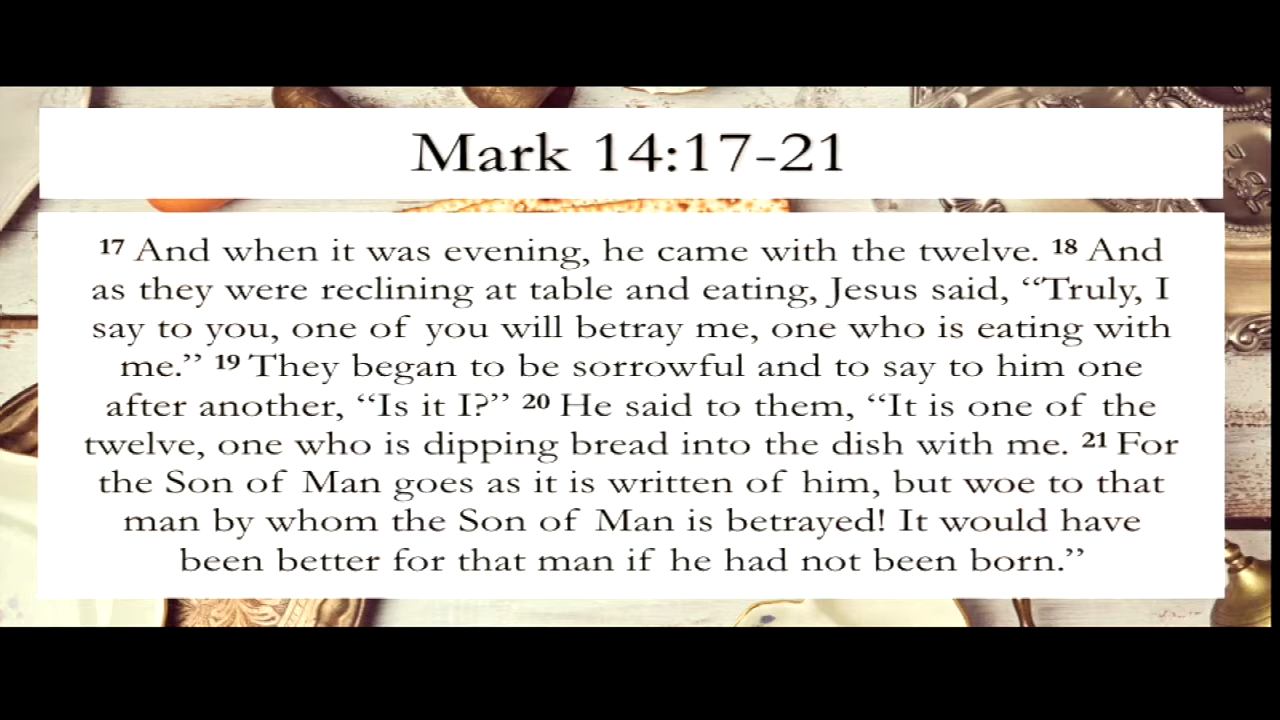 Mark 14:17-21
17 And when it was evening, he came with the twelve. 18 And
as they were reclining at table and eating, Jesus said, “Truly, I
say to you, one of you will betray me, one who is eating with
me.” 19 They began to be sorrowful and to say to him one
after another, “Is it I?” 20 He said to them, “It is one of the
twelve, one who is dipping bread into the dish with me. 21 For
the Son of Man goes as it is written of him, but woe to that
man by whom the Son of Man is betrayed! It would have
been better for that man if he had not been born.”